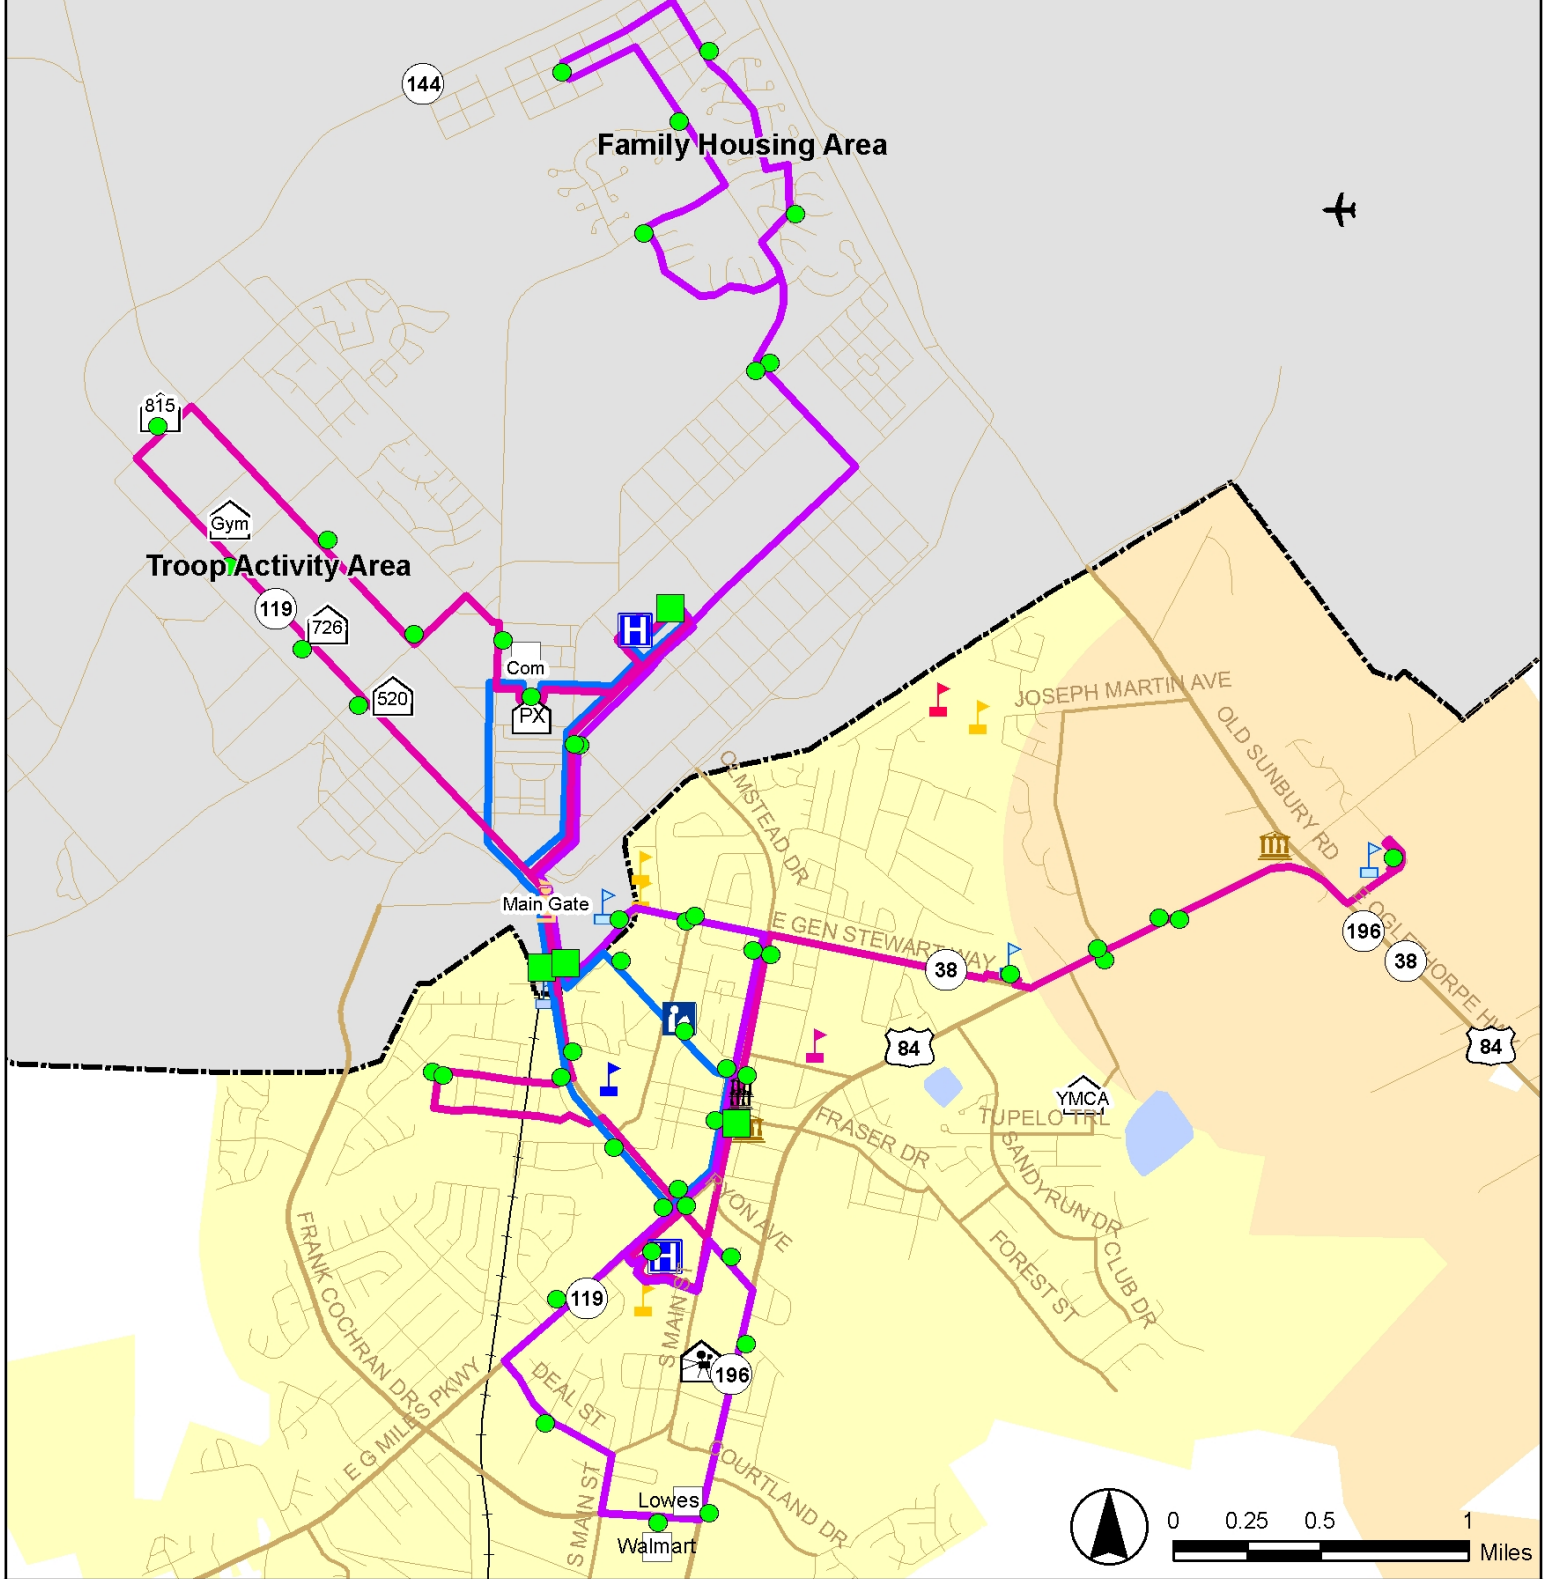 144
Family Housing Area
815
Gym
Troop Activity Area
119
726
H
Com
520
PX
JOSEPH MARTIN AVE
OLD SUNBURY RD
OLMSTEAD DR
Main Gate
E GEN STEWART WAY
38
196
38
E OGLETHORPE HW
84
84
YMCA
TUPELO TRL
FRASER DR
SANDYRUN DR
RYON AVE
FOREST ST
CLUB DR
FRANK COCHRAN DR
H
119
S MAIN ST
196
DEAL ST
E G MILES PKWY
COURTLAND DR
S MAIN ST
Lowes
Walmart
0 0.25 0.5 1
Miles